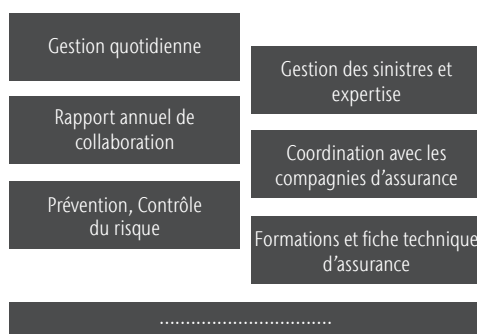 Gestion quotidienne
Gestion des sinistres et
expertise
Rapport annuel de
collaboration
Coordination avec les
compagnies d'assurance
Prévention, Contrôle
du risque
Formations et fiche technique
d'assurance
.................................